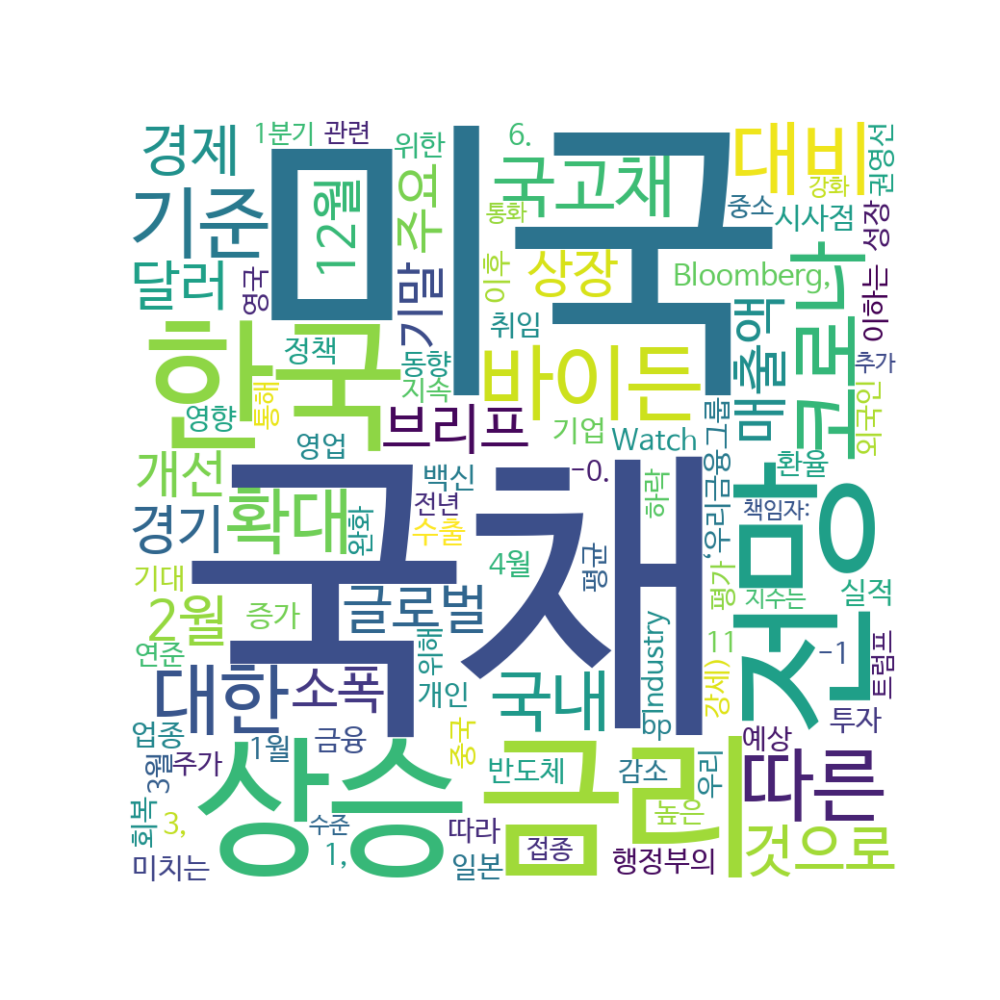 경제
1분기
관련
미국
위한
6.
대비
권영선
기준
12월
주요
국고채
통화
중소
강화
시사점
성장
달러
영국
기말
이후
상장
Bloomberg,
코로나
이하는
한국
정책
동향
취임
바이든
매출액
추가
영향
통해
지속
브리프
기업
Watch
'우리금융그룹
환율
외국인
개선
영업
백신
-0.
하락
전망
경기
확대
완화
전년
수출
국채
4월
평균
책임자:
기대
2월
증가
글로벌
평가
지수는
실적
연준
대한
소폭
위해
개인
국내
Industry
bp
강세)
11
-1
트럼프
투자
업종
1월
금융
중국
예상
3월
주가
상승
반도체
감소
금리
우리
따른
회복
3,
수준
1,
따라
높은
것으로
미치는
일본
접종
행정부의